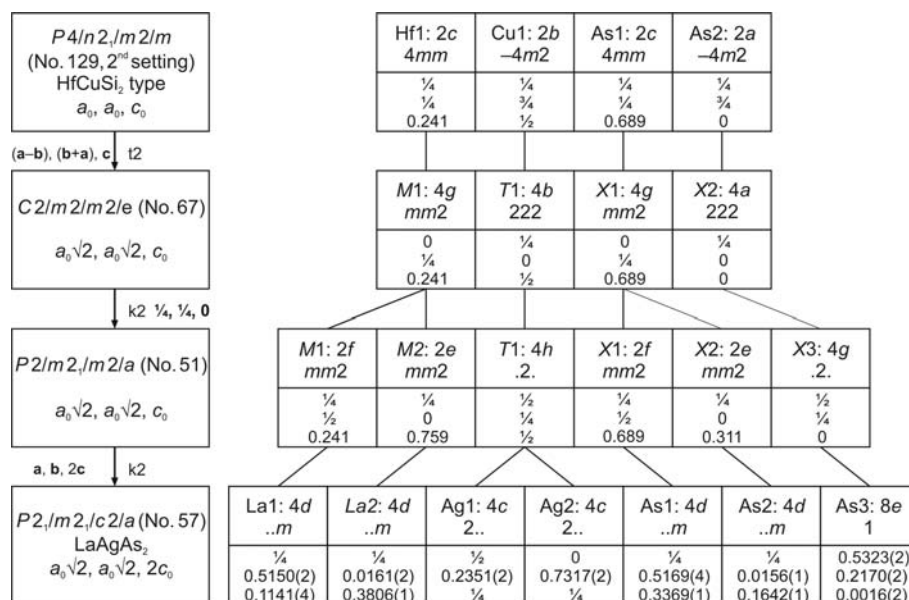 P4/n2₁/m2/m
(No. 129, 2nd setting)
HfCuSi₂ type
a₀, a₀, c₀
Hf1: 2c Cu1: 2b As1: 2c As2: 2a
4mm –4m2 4mm –4m2
¼ ¼ ¼ ¼
¼ ¾ ¼ ¾
0.241 ½ 0.689 0
(a–b), (b+a), c t2
C2/m2/m2/e (No. 67)
a₀√2, a₀√2, c₀
M1: 4g T1: 4b X1: 4g X2: 4a
mm2 222 mm2 222
0 ¼ 0 ¼
¼ 0 ¼ 0
0.241 ½ 0.689 0
k2 ¼, ¼, 0
P2/m2₁/m2/a (No. 51)
a₀√2, a₀√2, c₀
M1: 2f M2: 2e T1: 4h X1: 2f X2: 2e X3: 4g
mm2 mm2 .2. mm2 mm2 .2.
¼ ¼ ½ ¼ ¼ ½
½ 0 ¼ ½ 0 ¼
0.241 0.759 ½ 0.689 0.311 0
a, b, 2c k2
P2₁/m2₁/c2/a (No. 57)
LaAgAs₂
a₀√2, a₀√2, 2c₀
La1: 4d La2: 4d Ag1: 4c Ag2: 4c As1: 4d As2: 4d As3: 8e
..m ..m 2.. 2.. ..m ..m 1
¼ ¼ ½ 0 ¼ ¼ 0.5323(2)
0.5150(2) 0.0161(2) 0.2351(2) 0.7317(2) 0.5169(4) 0.0156(1) 0.2170(2)
0.1141(4) 0.3806(1) ¼ ¼ 0.3369(1) 0.1642(1) 0.0016(2)